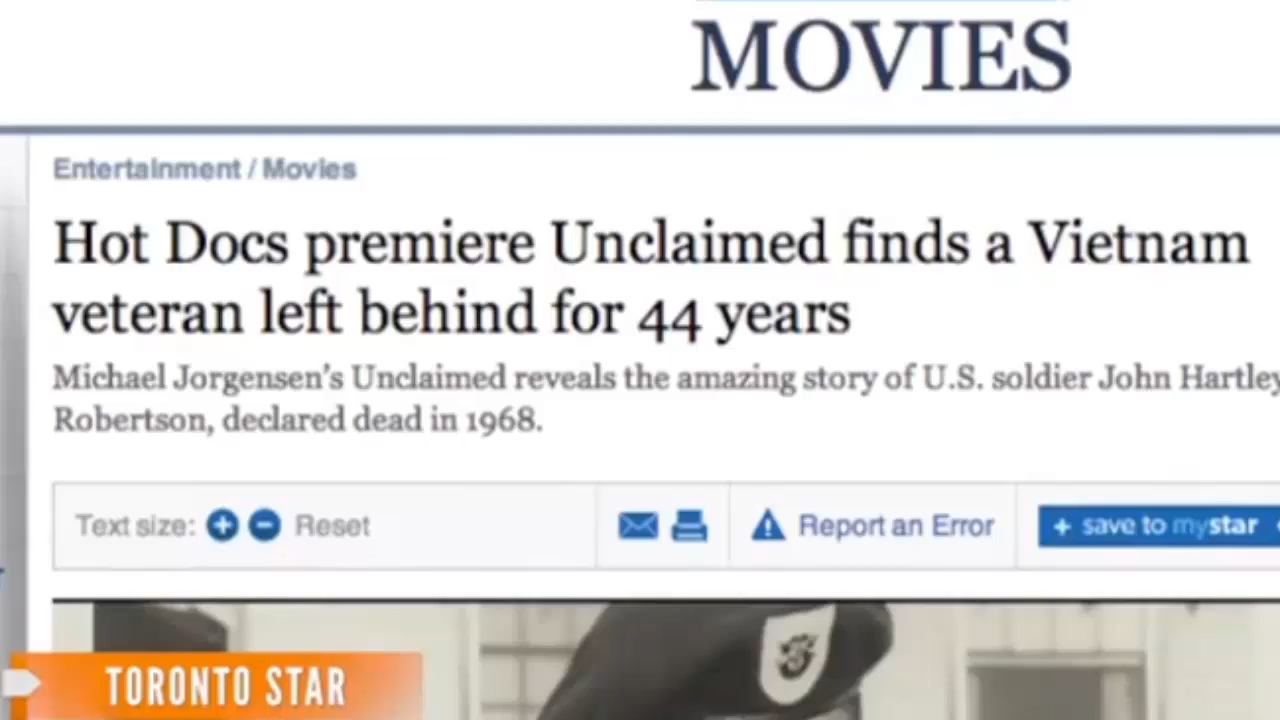 MOVIES
Entertainment / Movies
Hot Docs premiere Unclaimed finds a Vietnam
veteran left behind for 44 years
Michael Jorgensen's Unclaimed reveals the amazing story of U.S. soldier John Hartley
Robertson, declared dead in 1968.
Text size: + - Reset
Report an Error
+ save to mystar
TORONTO STAR